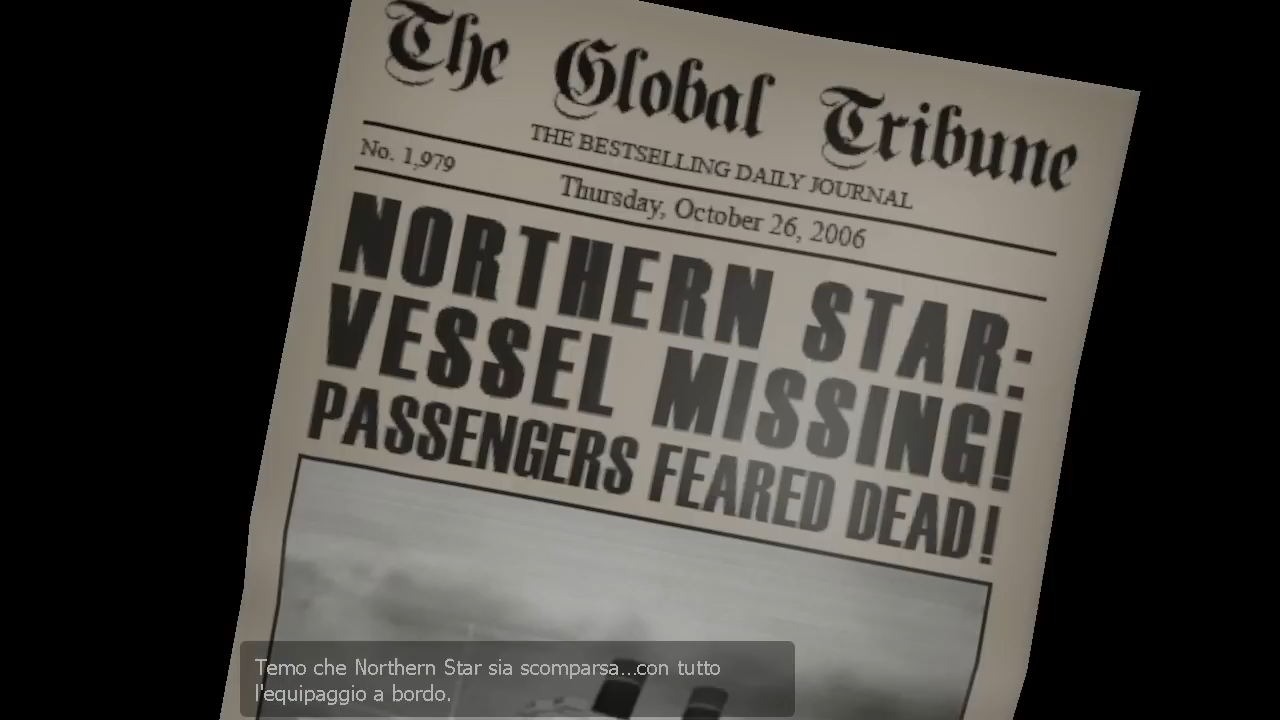 The Global Tribune
THE BESTSELLING DAILY JOURNAL
No. 1,979
Thursday, October 26, 2006
NORTHERN STAR:
VESSEL MISSING!
PASSENGERS FEARED DEAD!
Temo che Northern Star sia scomparsa...con tutto
l'equipaggio a bordo.